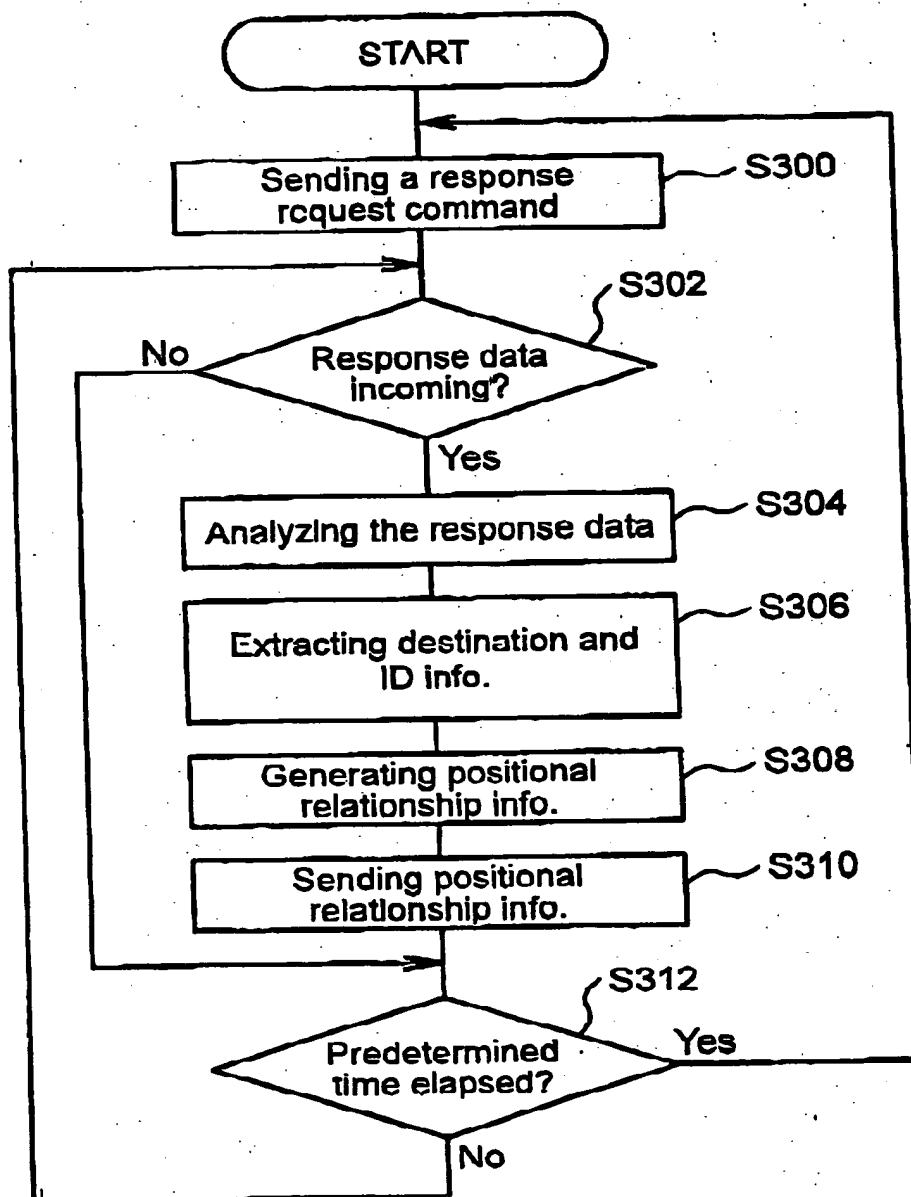 START
Sending a response
request command
S300
S302
No
Response data
incoming?
Yes
Analyzing the response data
S304
Extracting destination and
ID info.
S306
Generating positional
relationship info.
S308
Sending positional
relationship info.
S310
S312
Predetermined
time elapsed?
Yes
No